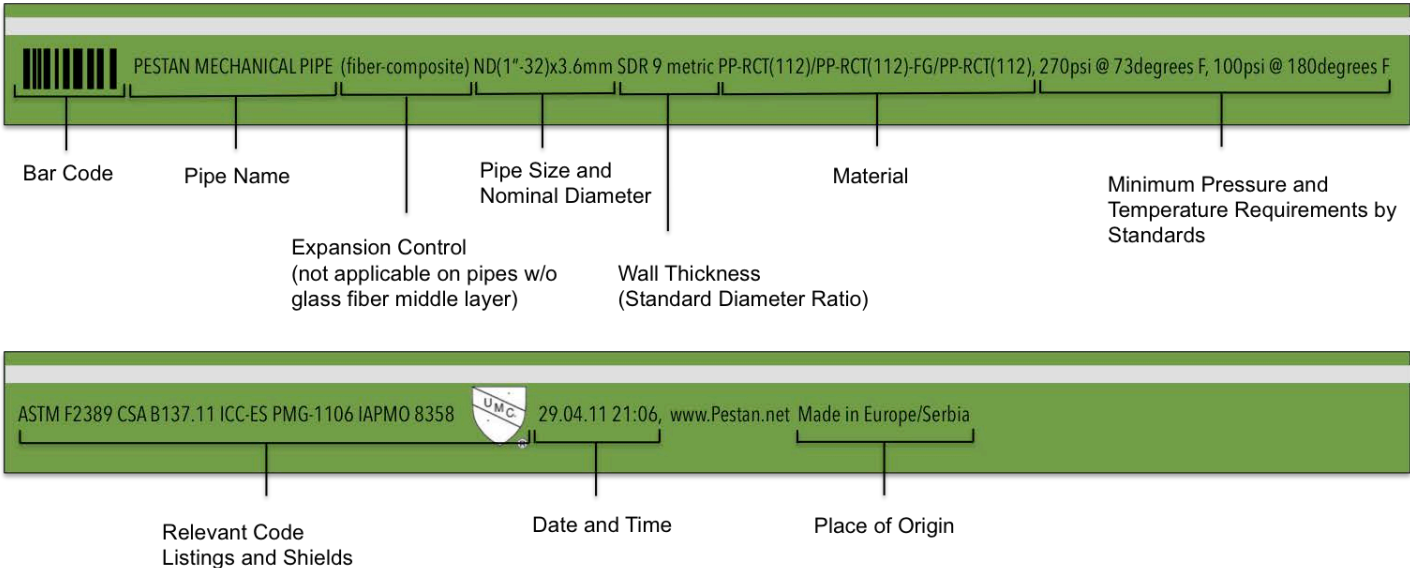 PESTAN MECHANICAL PIPE (fiber-composite) ND(1"-32)x3.6mm SDR 9 metric PP-RCT(112)/PP-RCT(112)-FG/PP-RCT(112), 270psi @ 73degrees F, 100psi @ 180degrees F
Bar Code
Pipe Name
Expansion Control
(not applicable on pipes w/o
glass fiber middle layer)
Pipe Size and
Nominal Diameter
Wall Thickness
(Standard Diameter Ratio)
Material
Minimum Pressure and
Temperature Requirements by
Standards
ASTM F2389 CSA B137.11 ICC-ES PMG-1106 IAPMO 8358 UMC ® 29.04.11 21:06, www.Pestan.net Made in Europe/Serbia
Relevant Code
Listings and Shields
Date and Time
Place of Origin